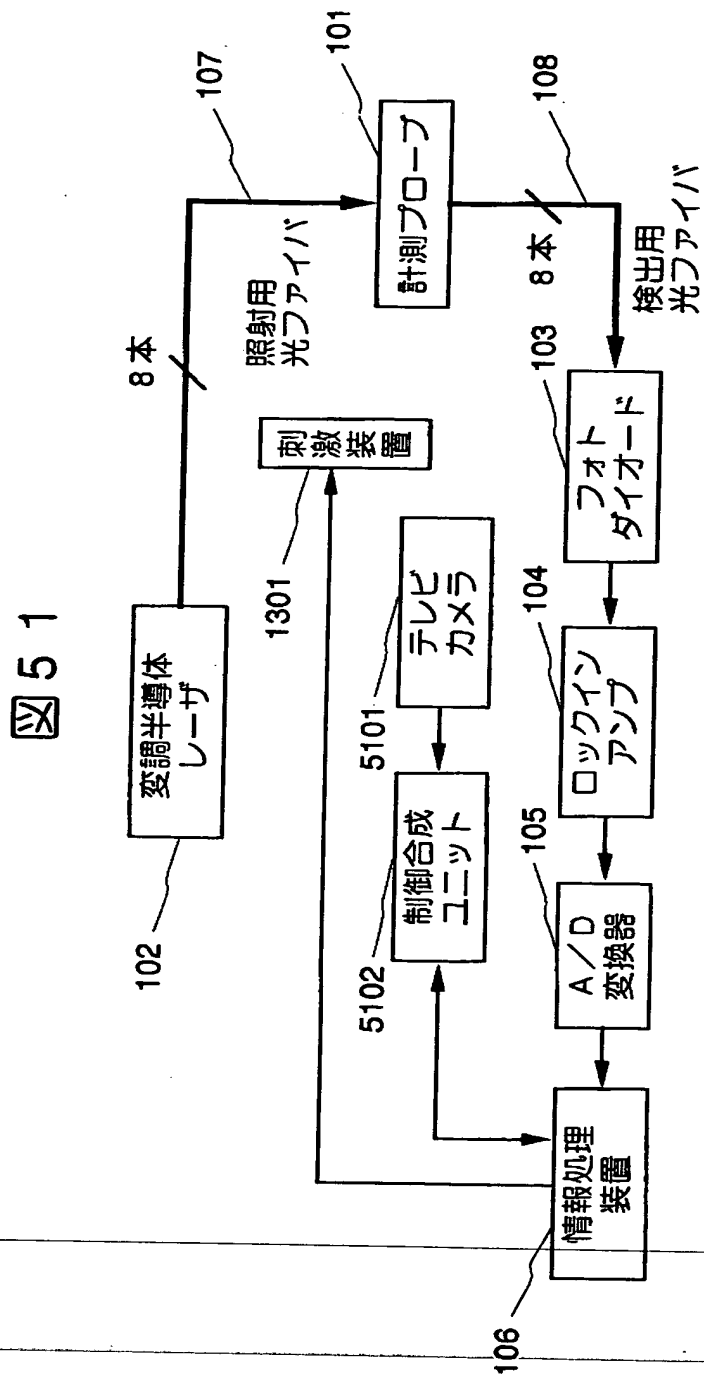 図51
変調半導体
レーザ
102
8本
107
照射用
光ファイバ
刺激装置
1301
計測プローブ
101
8本
108
検出用
光ファイバ
テレビ
カメラ
5101
制御合成
ユニット
5102
フォト
ダイオード
103
ロックイン
アンプ
104
A/D
変換器
105
情報処理
装置
106